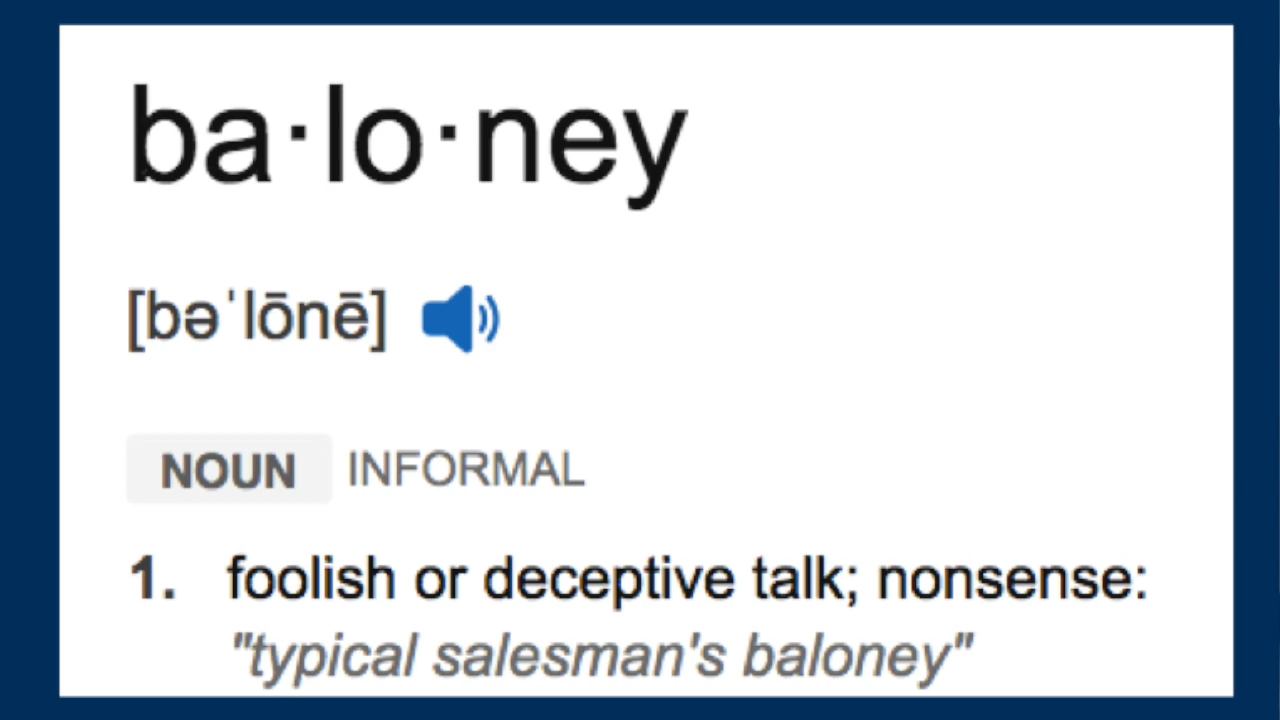 ba·lo·ney
[bəˈlōnē]
NOUN INFORMAL
1. foolish or deceptive talk; nonsense:
"typical salesman's baloney"